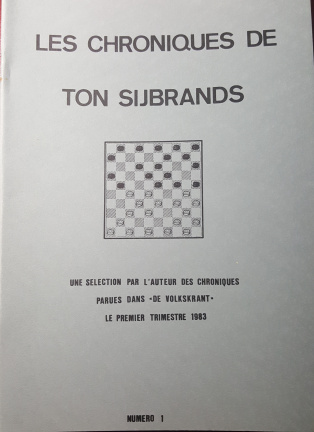 LES CHRONIQUES DE
TON SIJBRANDS
UNE SELECTION PAR L'AUTEUR DES CHRONIQUES
PARUES DANS «DE VOLKSKRANT»
LE PREMIER TRIMESTRE 1983
NUMERO 1